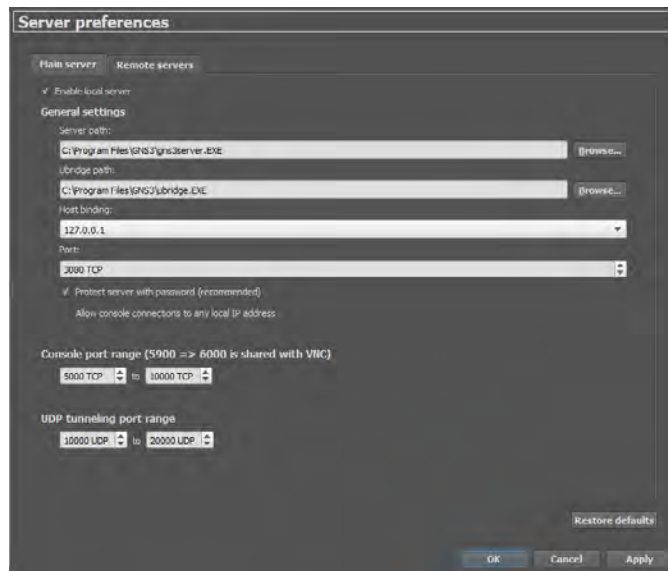 Server preferences
Main server Remote servers
Enable local server
General settings
Server path:
C:\Program Files\GNS3\gns3server.EXE Browse...
Ubridge path:
C:\Program Files\GNS3\ubridge.EXE Browse...
Host binding:
127.0.0.1
Port:
3080 TCP
Protect server with password (recommended)
Allow console connections to any local IP address
Console port range (5900 => 6000 is shared with VNC)
5000 TCP to 10000 TCP
UDP tunneling port range
10000 UDP to 20000 UDP
Restore defaults
OK Cancel Apply